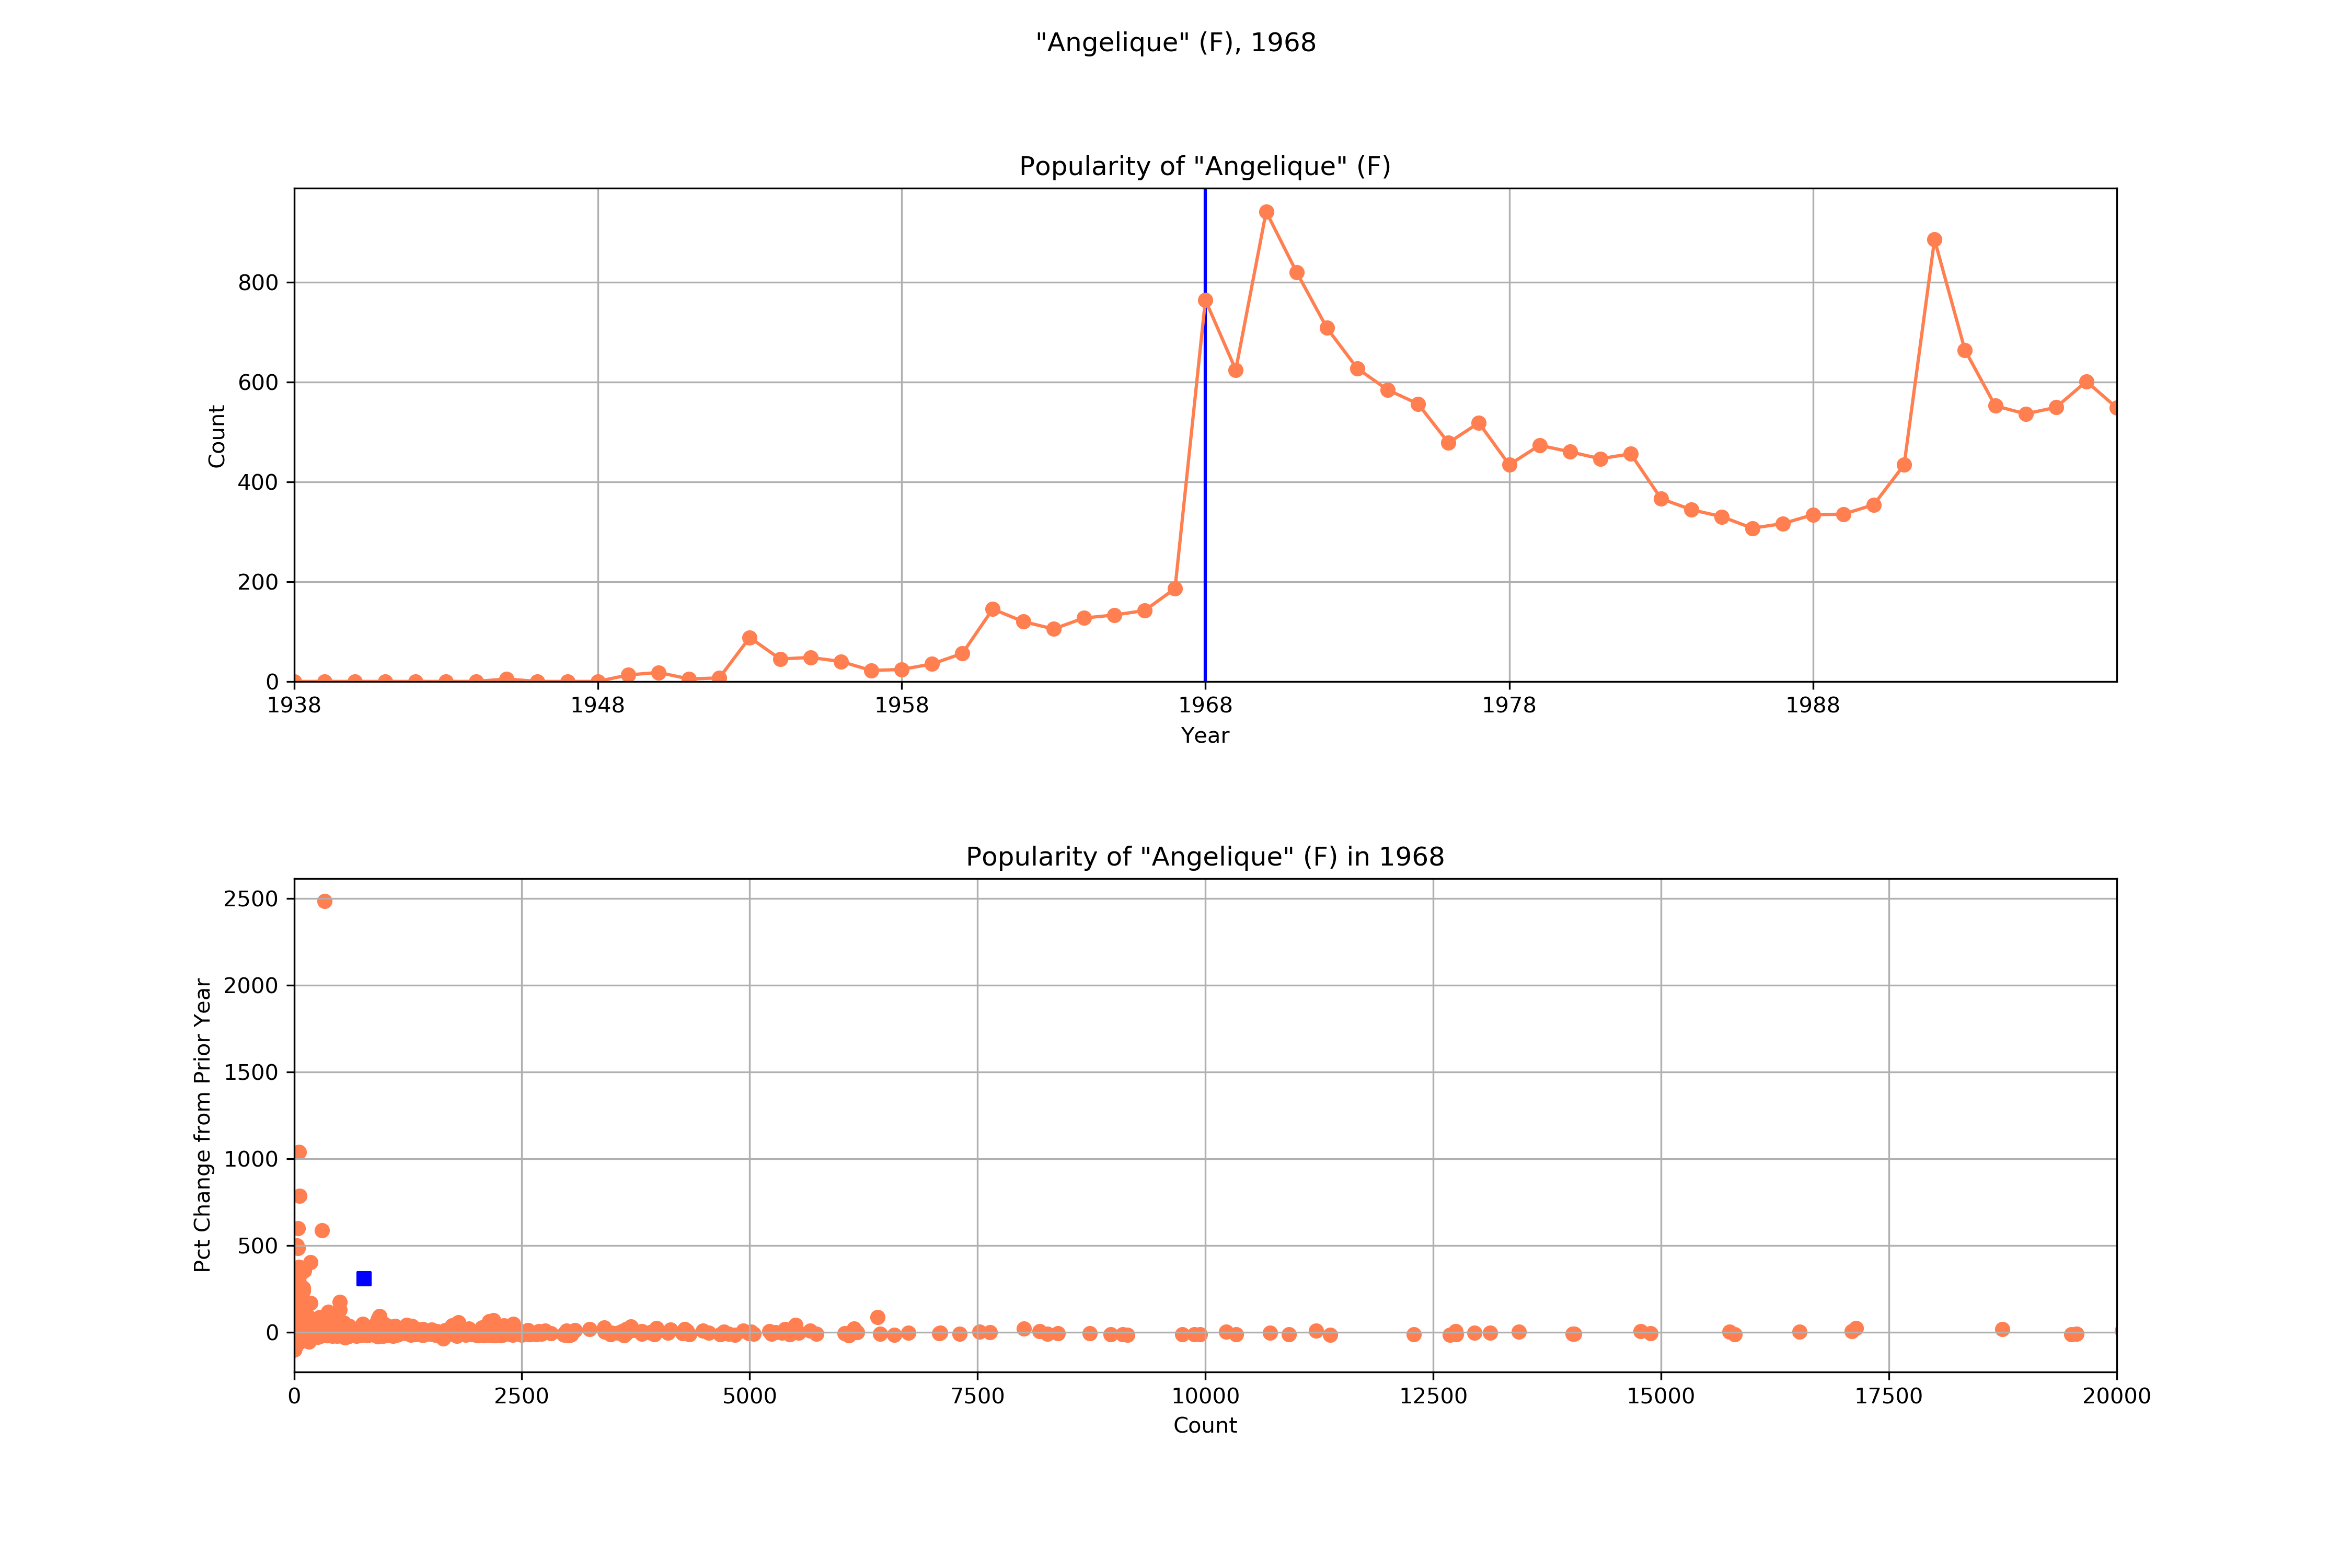 "Angelique" (F), 1968
Popularity of "Angelique" (F)
800
600
400
200
0
Count
1938 1948 1958 1968 1978 1988
Year
Popularity of "Angelique" (F) in 1968
2500
2000
1500
1000
500
0
Pct Change from Prior Year
0 2500 5000 7500 10000 12500 15000 17500 20000
Count